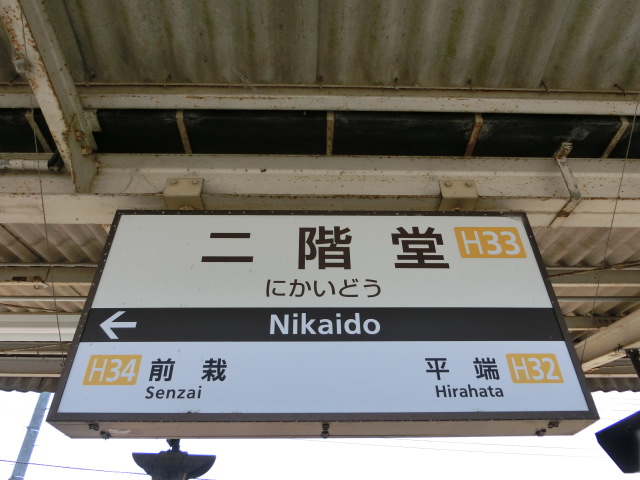 二階堂 H33
にかいどう
← Nikaido
H34 前栽 平端 H32
Senzai Hirahata